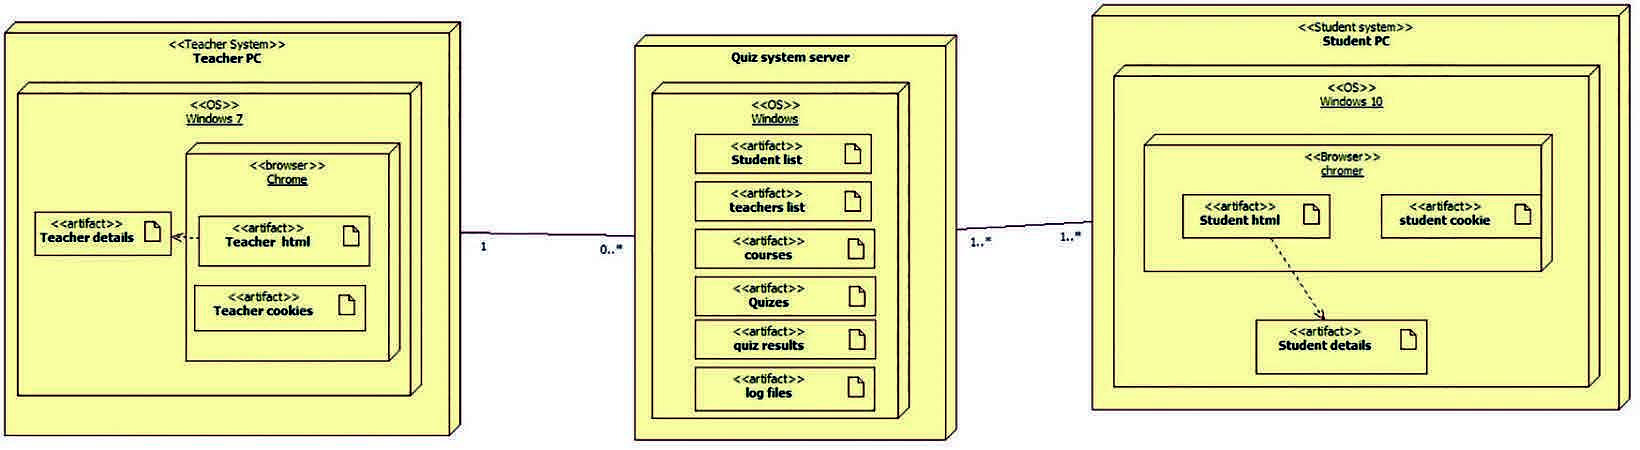 <<Teacher System>>
Teacher PC
<<OS>>
Windows 7
<<browser>>
Chrome
<<artifact>>
Teacher details
<<artifact>>
Teacher html
<<artifact>>
Teacher cookies
1
0..*
Quiz system server
<<OS>>
Windows
<<artifact>>
Student list
<<artifact>>
teachers list
<<artifact>>
courses
<<artifact>>
Quizes
<<artifact>>
quiz results
<<artifact>>
log files
1..*
1..*
<<Student system>>
Student PC
<<OS>>
Windows 10
<<Browser>>
chromer
<<artifact>>
Student html
<<artifact>>
student cookie
<<artifact>>
Student details